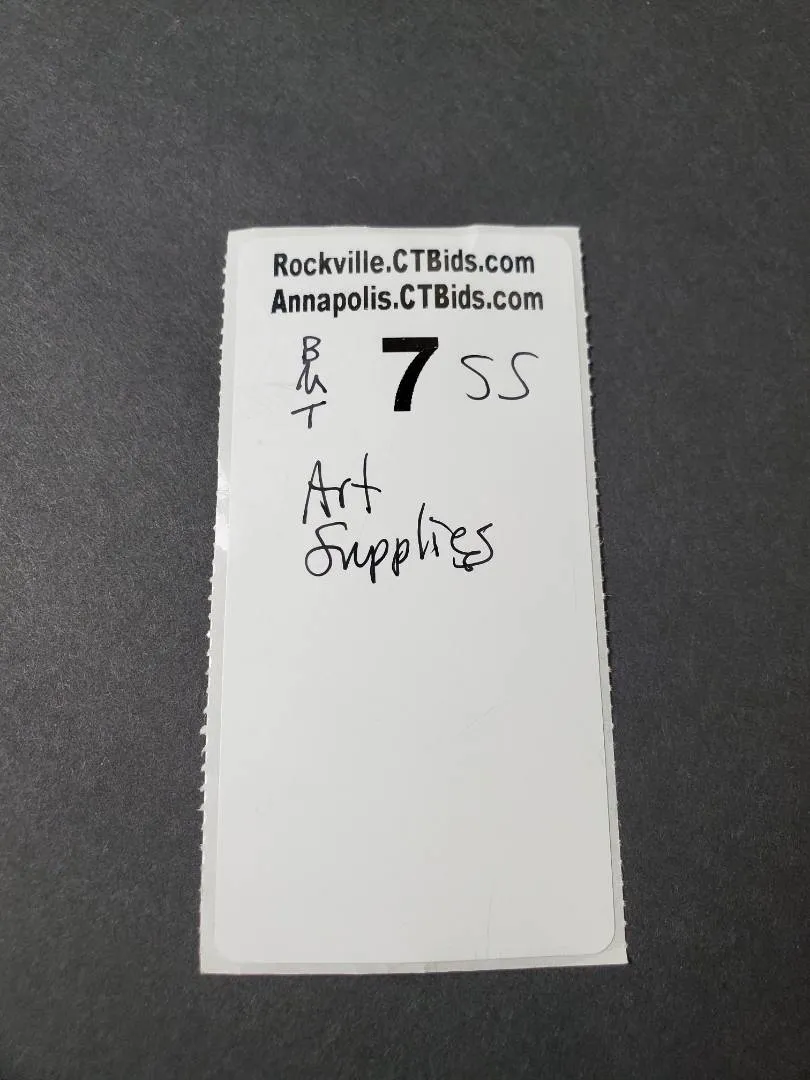 Rockville.CTBids.com
Annapolis.CTBids.com
B
M
T
7 SS
Art
Supplies